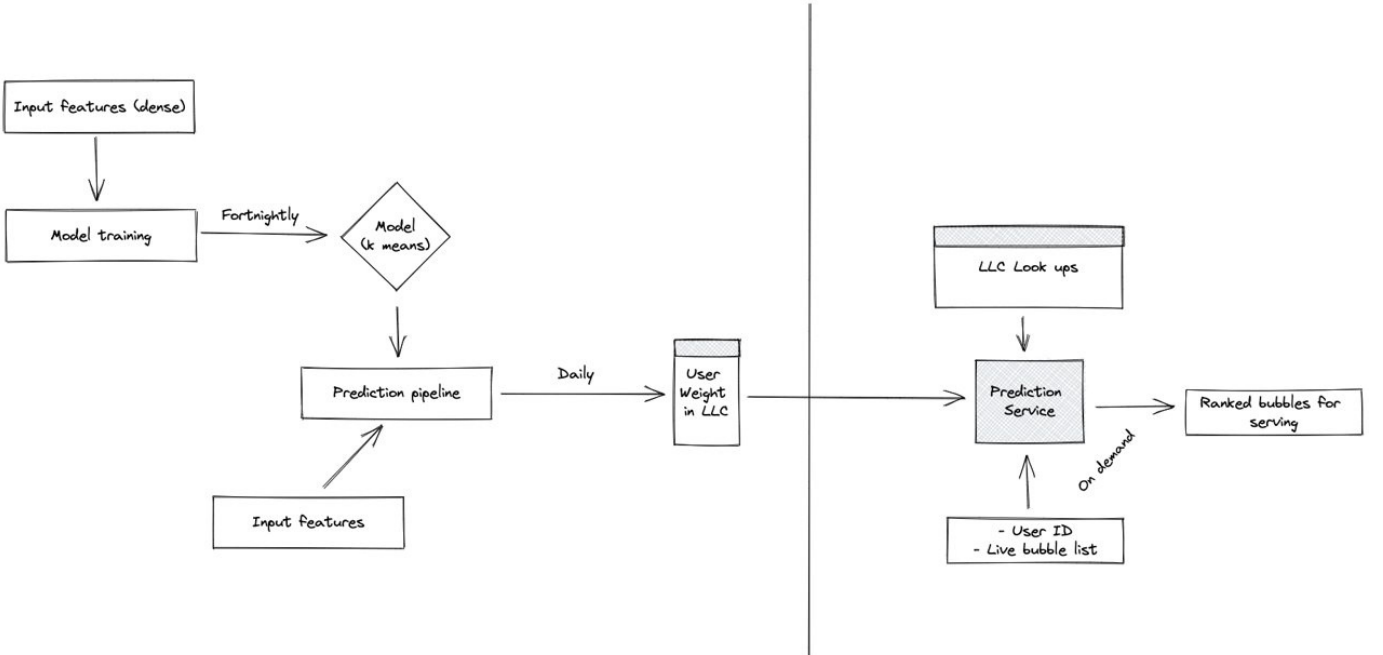 Input features (dense)
Model training
Fortnightly
Model
(k means)
Prediction pipeline
Input features
Daily
User
Weight
in LLC
LLC Look ups
Prediction
Service
- User ID
- Live bubble list
On demand
Ranked bubbles for
serving